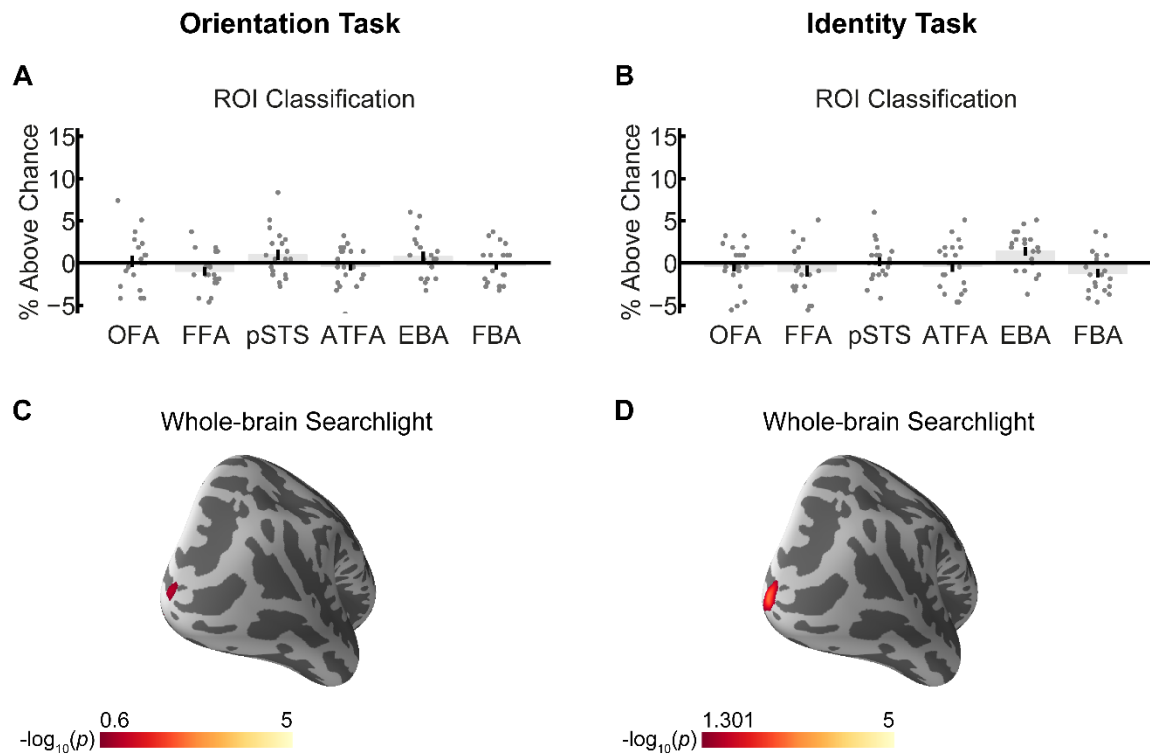 Orientation Task
Identity Task
A
B
ROI Classification
ROI Classification
% Above Chance
15
10
5
0
−5
OFA FFA pSTS ATFA EBA FBA
% Above Chance
15
10
5
0
−5
OFA FFA pSTS ATFA EBA FBA
C
D
Whole-brain Searchlight
Whole-brain Searchlight
0.6 5
-log10(p)
1.301 5
-log10(p)